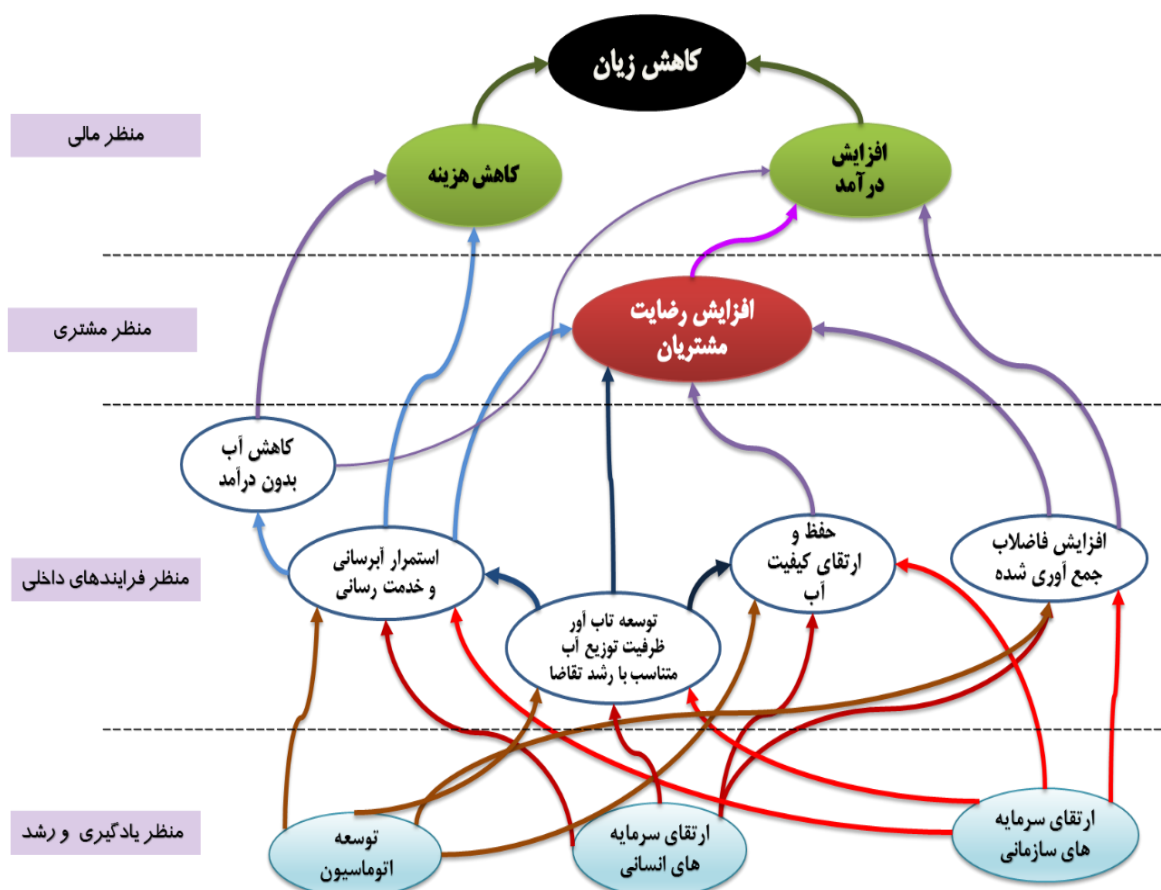 کاهش زیان
منظر مالی
افزایش
درآمد
کاهش هزینه
منظر مشتری
افزایش رضایت
مشتریان
کاهش آب
بدون درآمد
منظر فرایندهای داخلی
افزایش فاضلاب
جمع آوری شده
حفظ و
ارتقای کیفیت
آب
استمرار آبرسانی
و خدمت رسانی
توسعه تاب آور
ظرفیت توزیع آب
متناسب با رشد تقاضا
منظر یادگیری و رشد
ارتقای سرمایه
های سازمانی
ارتقای سرمایه
های انسانی
توسعه
اتوماسیون